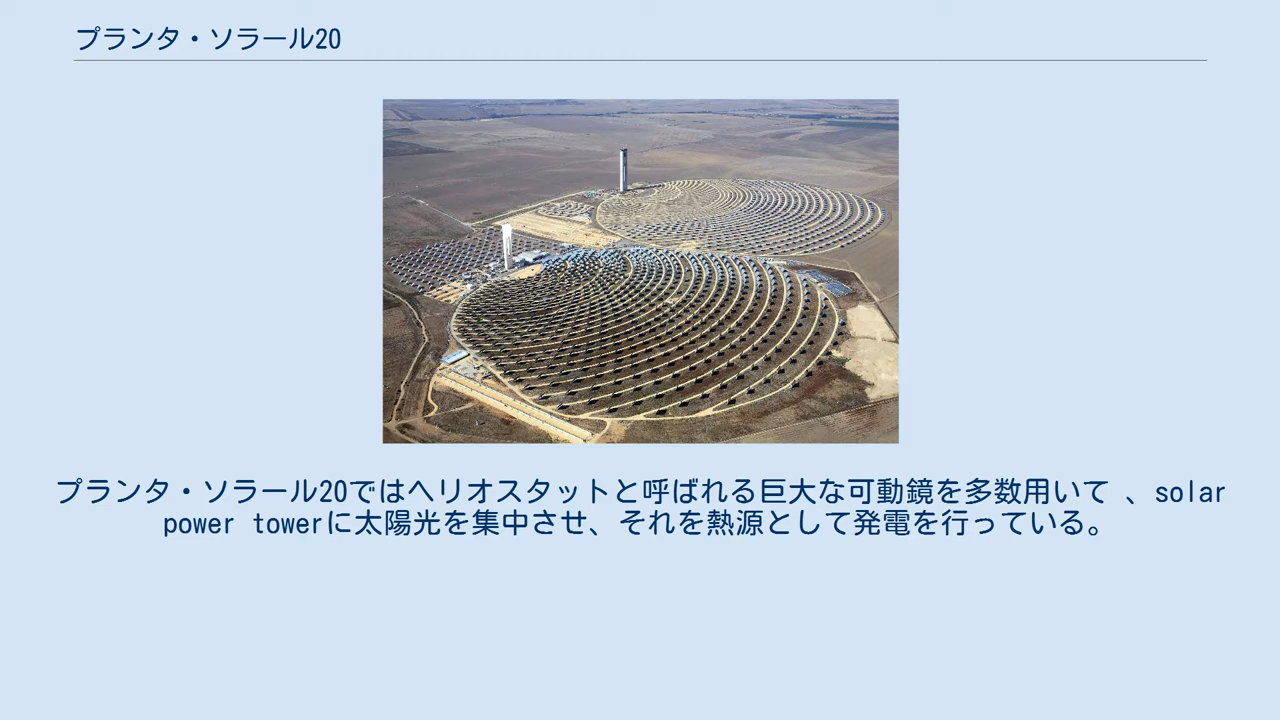 プランタ・ソラール20
プランタ・ソラール20ではヘリオスタットと呼ばれる巨大な可動鏡を多数用いて 、solar
power towerに太陽光を集中させ、それを熱源として発電を行っている。